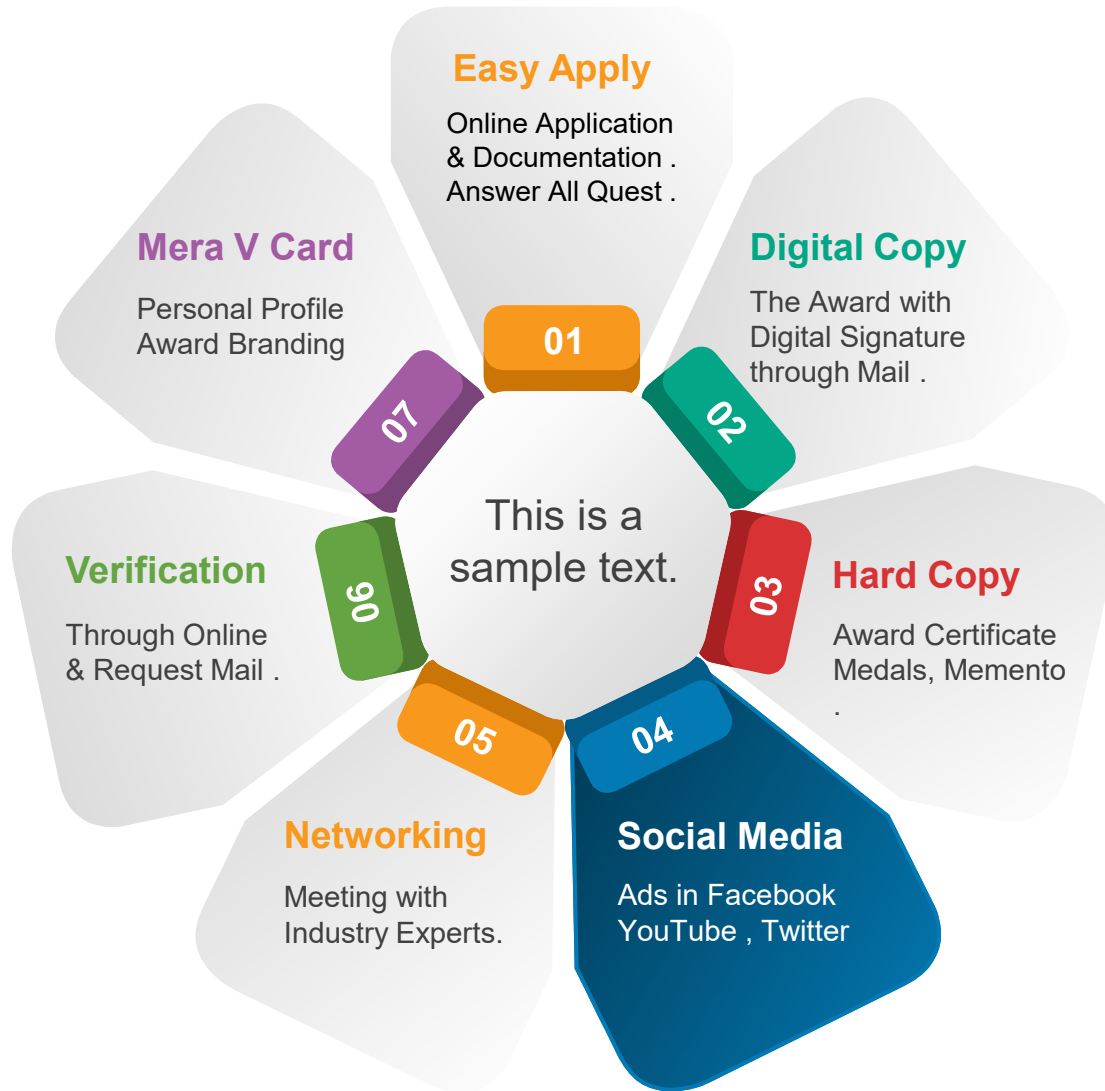 Easy Apply
Online Application
& Documentation .
Answer All Quest .
01
Digital Copy
The Award with
Digital Signature
through Mail .
02
Hard Copy
Award Certificate
Medals, Memento
.
03
Social Media
Ads in Facebook
YouTube , Twitter
04
Networking
Meeting with
Industry Experts.
05
Verification
Through Online
& Request Mail .
06
Mera V Card
Personal Profile
Award Branding
07
This is a
sample text.